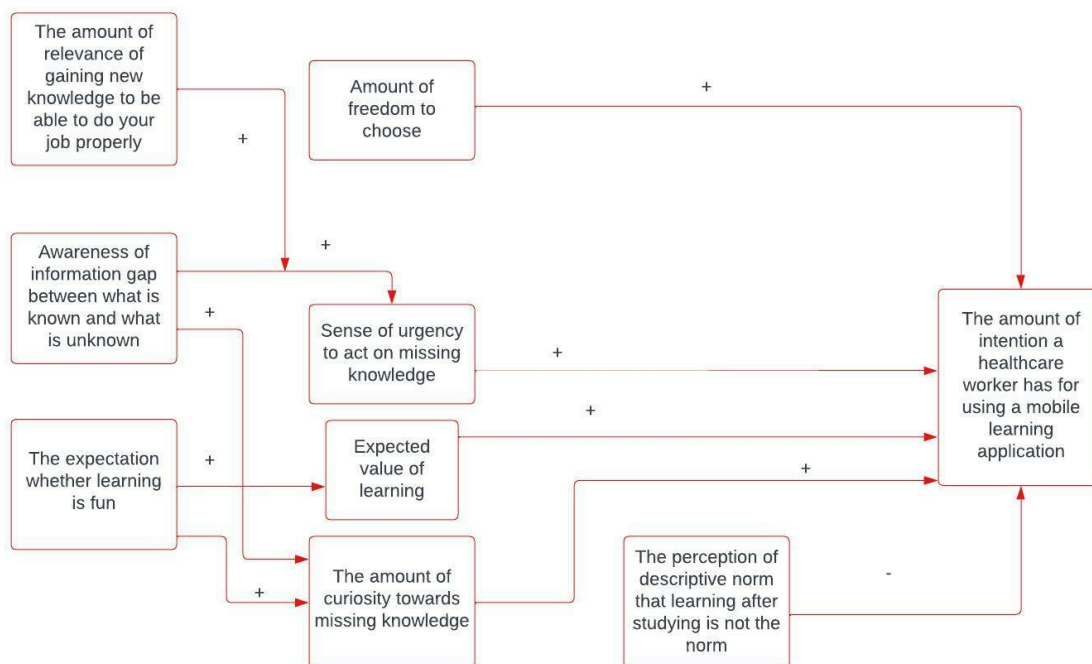 The amount of
relevance of
gaining new
knowledge to be
able to do your
job properly
+
Amount of
freedom to
choose
+
Awareness of
information gap
between what is
known and what
is unknown
+
+
Sense of urgency
to act on missing
knowledge
+
The amount of
intention a
healthcare
worker has for
using a mobile
learning
application
The expectation
whether learning
is fun
+
+
Expected
value of
learning
+
The amount of
curiosity towards
missing knowledge
+
The perception of
descriptive norm
that learning after
studying is not the
norm
-